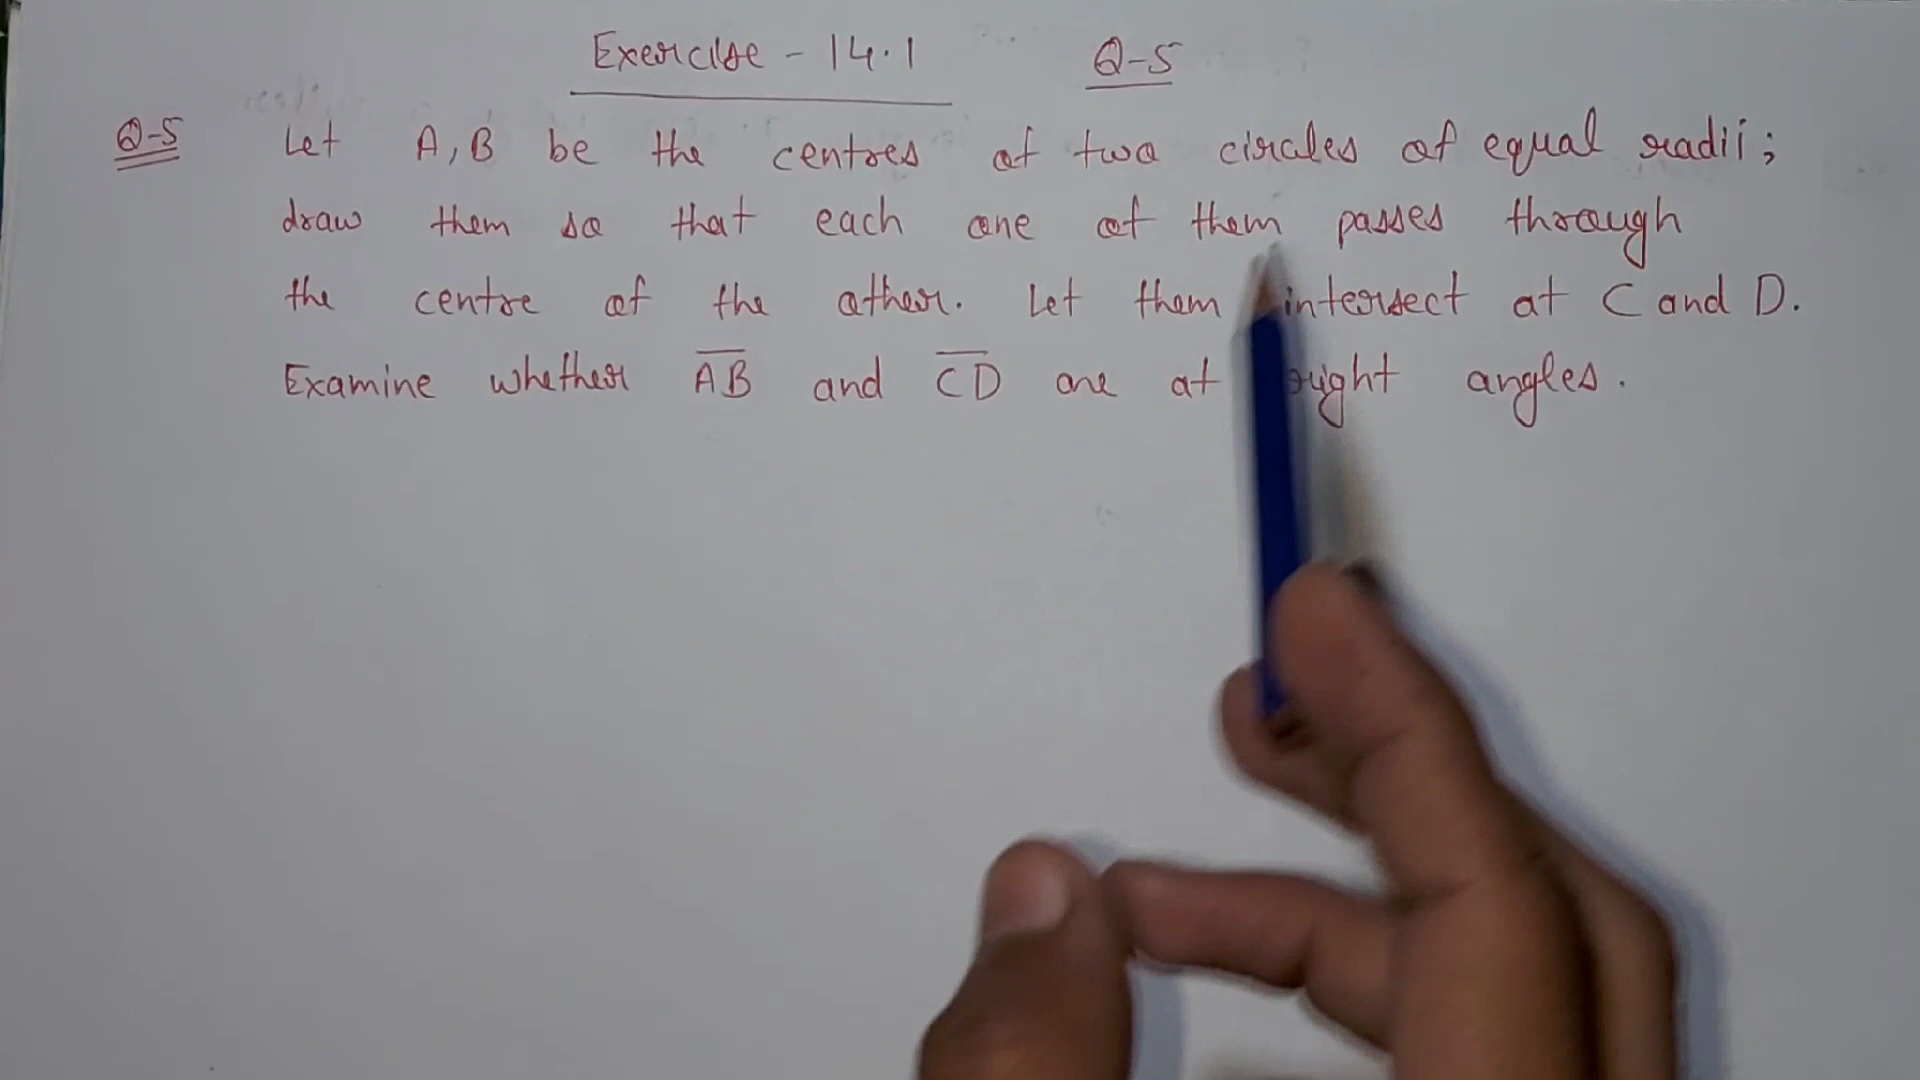 Exercise - 14.1 Q-5
Q-5 Let A, B be the centres of two circles of equal radii;
draw them so that each one of them passes through
the centre of the other. Let them intersect at C and D.
Examine whether A̅B̅ and C̅D̅ are at right angles.